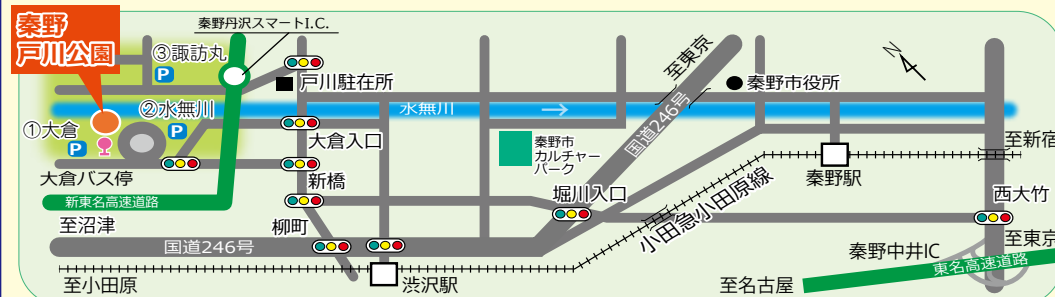 秦野
戸川公園
秦野丹沢スマートI.C.
③諏訪丸
P
戸川駐在所
至東京
秦野市役所
N
②水無川
P
水無川
→
①大倉
P
大倉入口
国道246号
秦野市
カルチャー
パーク
至新宿
大倉バス停
新橋
秦野駅
新東名高速道路
堀川入口
小田急小田原線
西大竹
至沼津
柳町
国道246号
至東京
秦野中井IC
東名高速道路
至小田原
渋沢駅
至名古屋